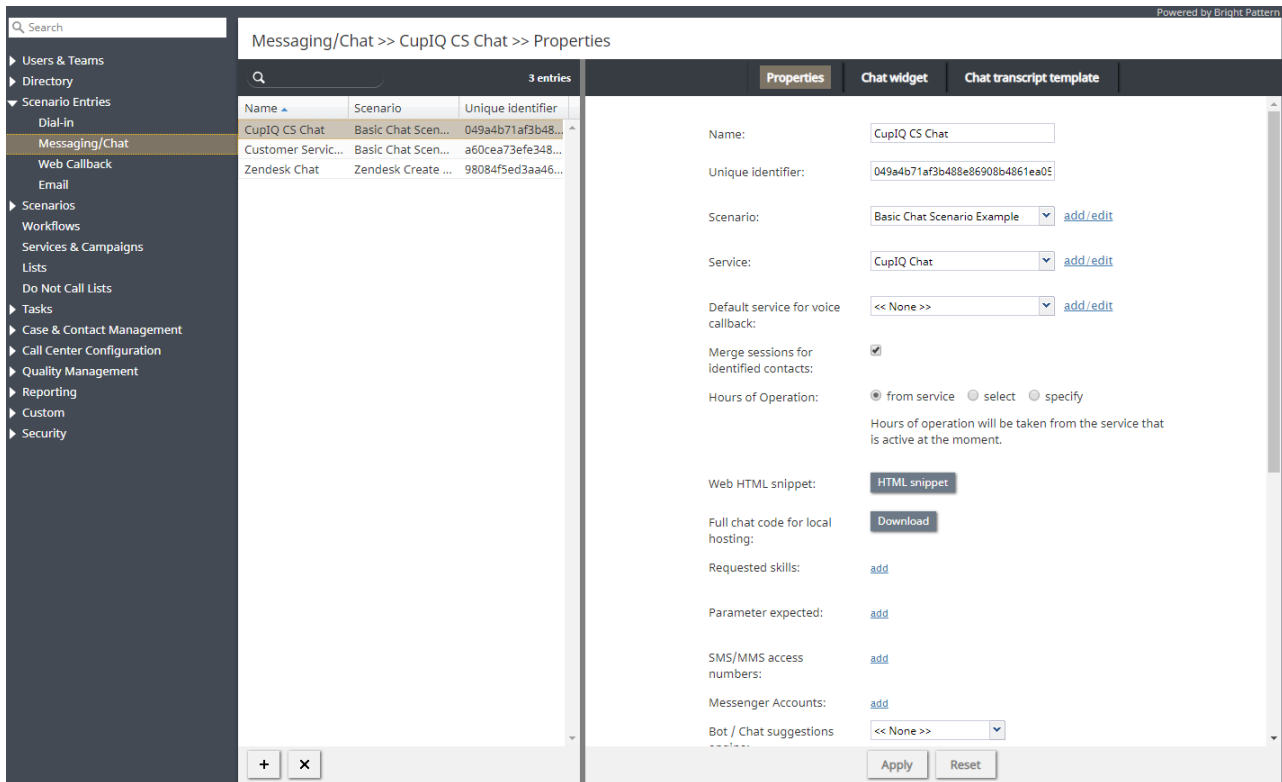 Powered by Bright Pattern
Search
Users & Teams
Directory
Scenario Entries
Dial-in
Messaging/Chat
Web Callback
Email
Scenarios
Workflows
Services & Campaigns
Lists
Do Not Call Lists
Tasks
Case & Contact Management
Call Center Configuration
Quality Management
Reporting
Custom
Security
Messaging/Chat >> CupIQ CS Chat >> Properties
3 entries
Name Scenario Unique identifier
CupIQ CS Chat Basic Chat Scen... 049a4b71af3b48...
Customer Servic... Basic Chat Scen... a60cea73efe348...
Zendesk Chat Zendesk Create ... 98084f5ed3aa46...
Properties Chat widget Chat transcript template
Name: CupIQ CS Chat
Unique identifier: 049a4b71af3b488e86908b4861ea05
Scenario: Basic Chat Scenario Example add/edit
Service: CupIQ Chat add/edit
Default service for voice << None >> add/edit
callback:
Merge sessions for
identified contacts:
Hours of Operation: from service select specify
Hours of operation will be taken from the service that
is active at the moment.
Web HTML snippet: HTML snippet
Full chat code for local Download
hosting:
Requested skills: add
Parameter expected: add
SMS/MMS access add
numbers:
Messenger Accounts: add
Bot / Chat suggestions << None >>
engine:
Apply Reset